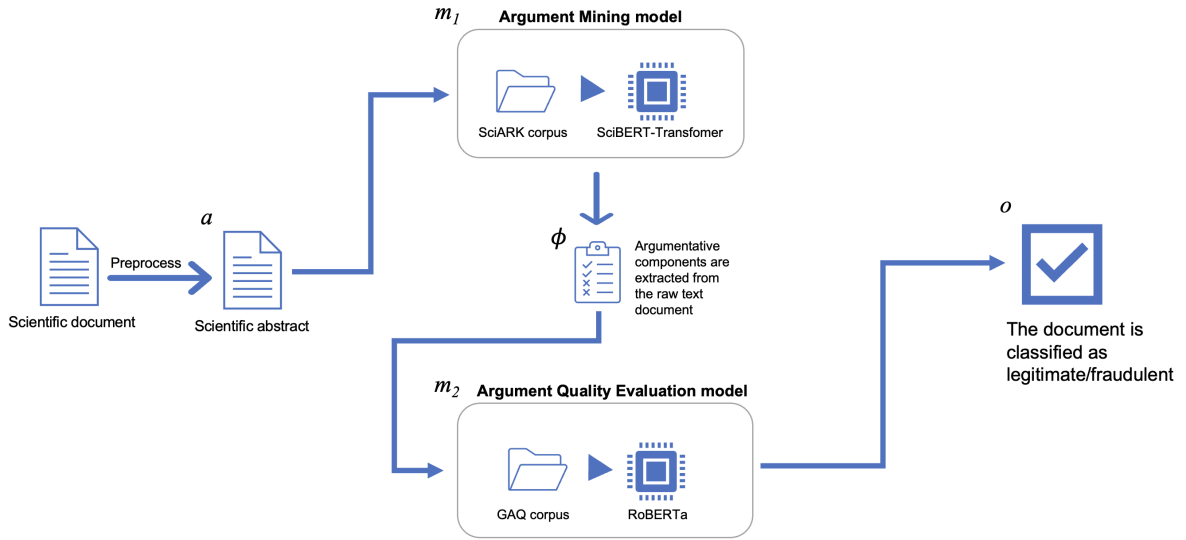 m1
Argument Mining model
SciARK corpus
SciBERT-Transfomer
a
Preprocess
Scientific document
Scientific abstract
ϕ
Argumentative
components are
extracted from
the raw text
document
m2
Argument Quality Evaluation model
GAQ corpus
RoBERTa
o
The document is
classified as
legitimate/fraudulent